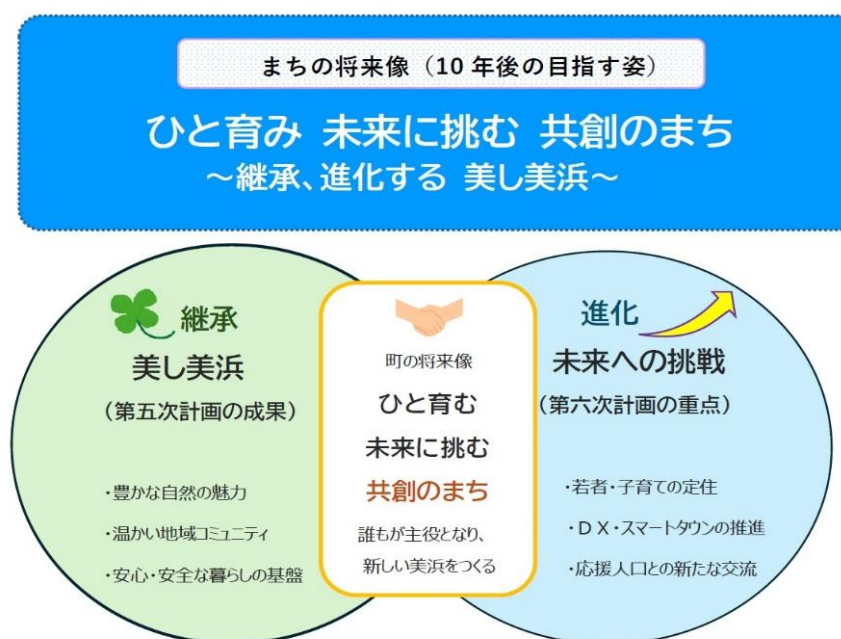 まちの将来像（10年後の目指す姿）
ひと育み 未来に挑む 共創のまち
～継承、進化する 美し美浜～
継承
美し美浜
（第五次計画の成果）
・豊かな自然の魅力
・温かい地域コミュニティ
・安心・安全な暮らしの基盤
町の将来像
ひと育む
未来に挑む
共創のまち
誰もが主役となり、
新しい美浜をつくる
進化
未来への挑戦
（第六次計画の重点）
・若者・子育ての定住
・ＤＸ・スマートタウンの推進
・応援人口との新たな交流